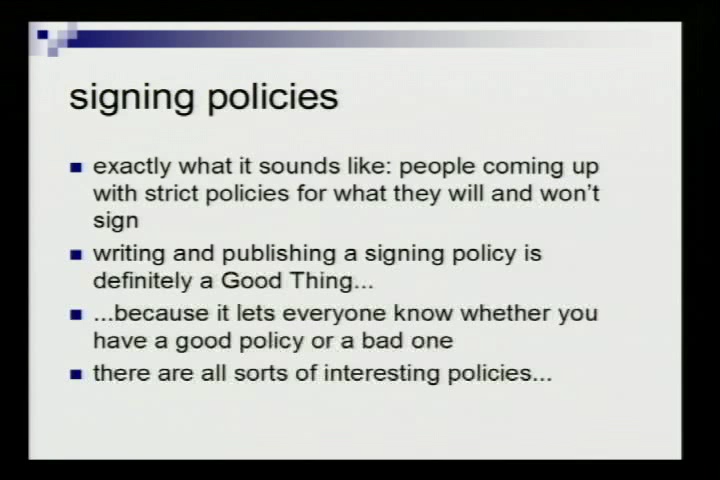 signing policies
exactly what it sounds like: people coming up
with strict policies for what they will and won't
sign
writing and publishing a signing policy is
definitely a Good Thing...
...because it lets everyone know whether you
have a good policy or a bad one
there are all sorts of interesting policies...